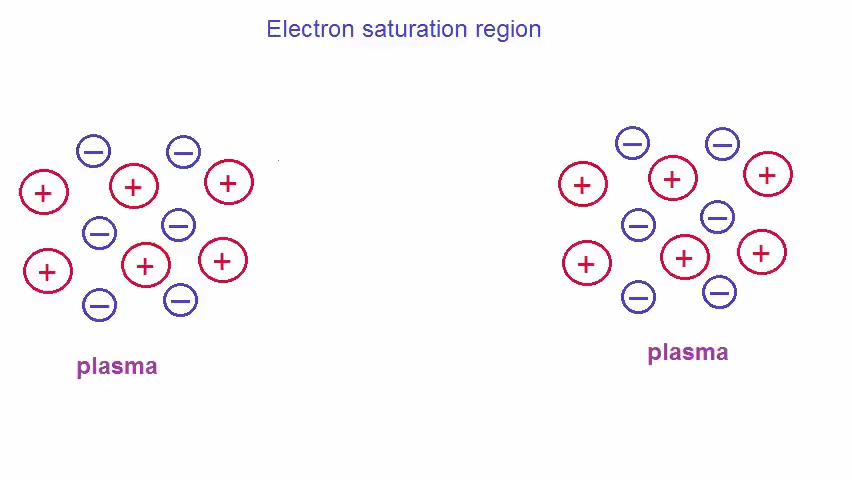 Electron saturation region
− −
+ + + + + +
− − − −
+ + + + + +
− − − −
plasma
plasma